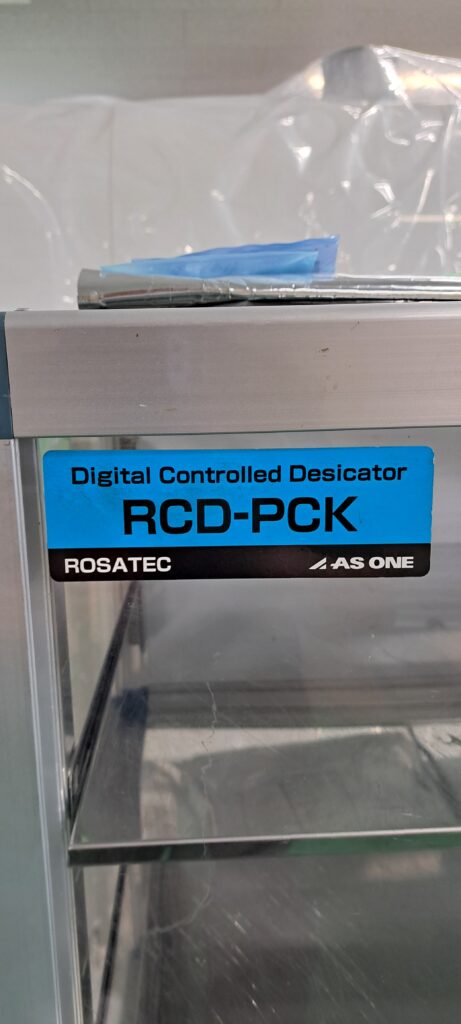 Digital Controlled Desicator
RCD-PCK
ROSATEC
AS ONE